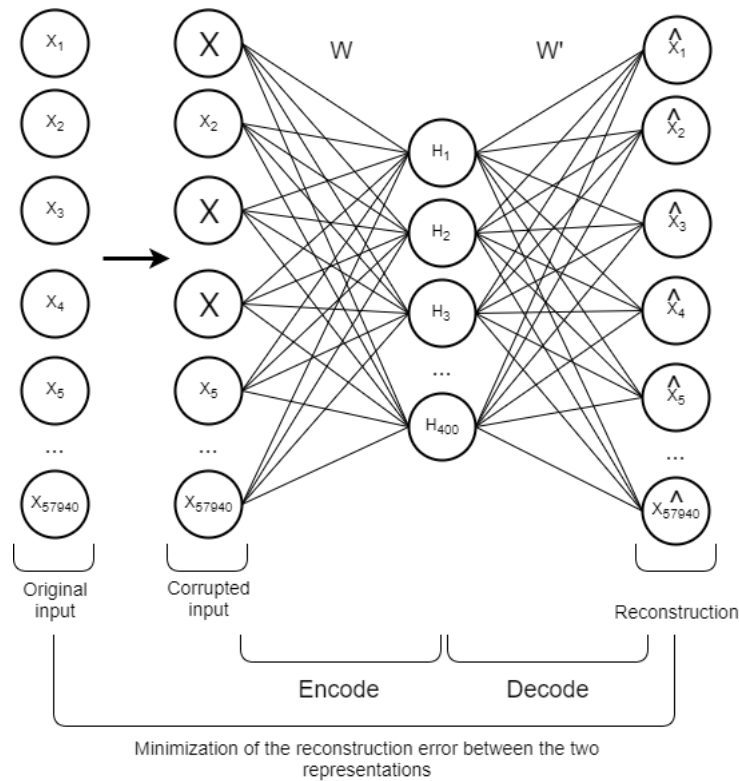 X₁
X₂
X₃
X₄
X₅
...
X₅₇₉₄₀
Original
input
X
X₂
X
X
X₅
...
X₅₇₉₄₀
Corrupted
input
W
H₁
H₂
H₃
...
H₄₀₀
W'
X̂₁
X̂₂
X̂₃
X̂₄
X̂₅
...
X̂₅₇₉₄₀
Reconstruction
Encode
Decode
Minimization of the reconstruction error between the two
representations